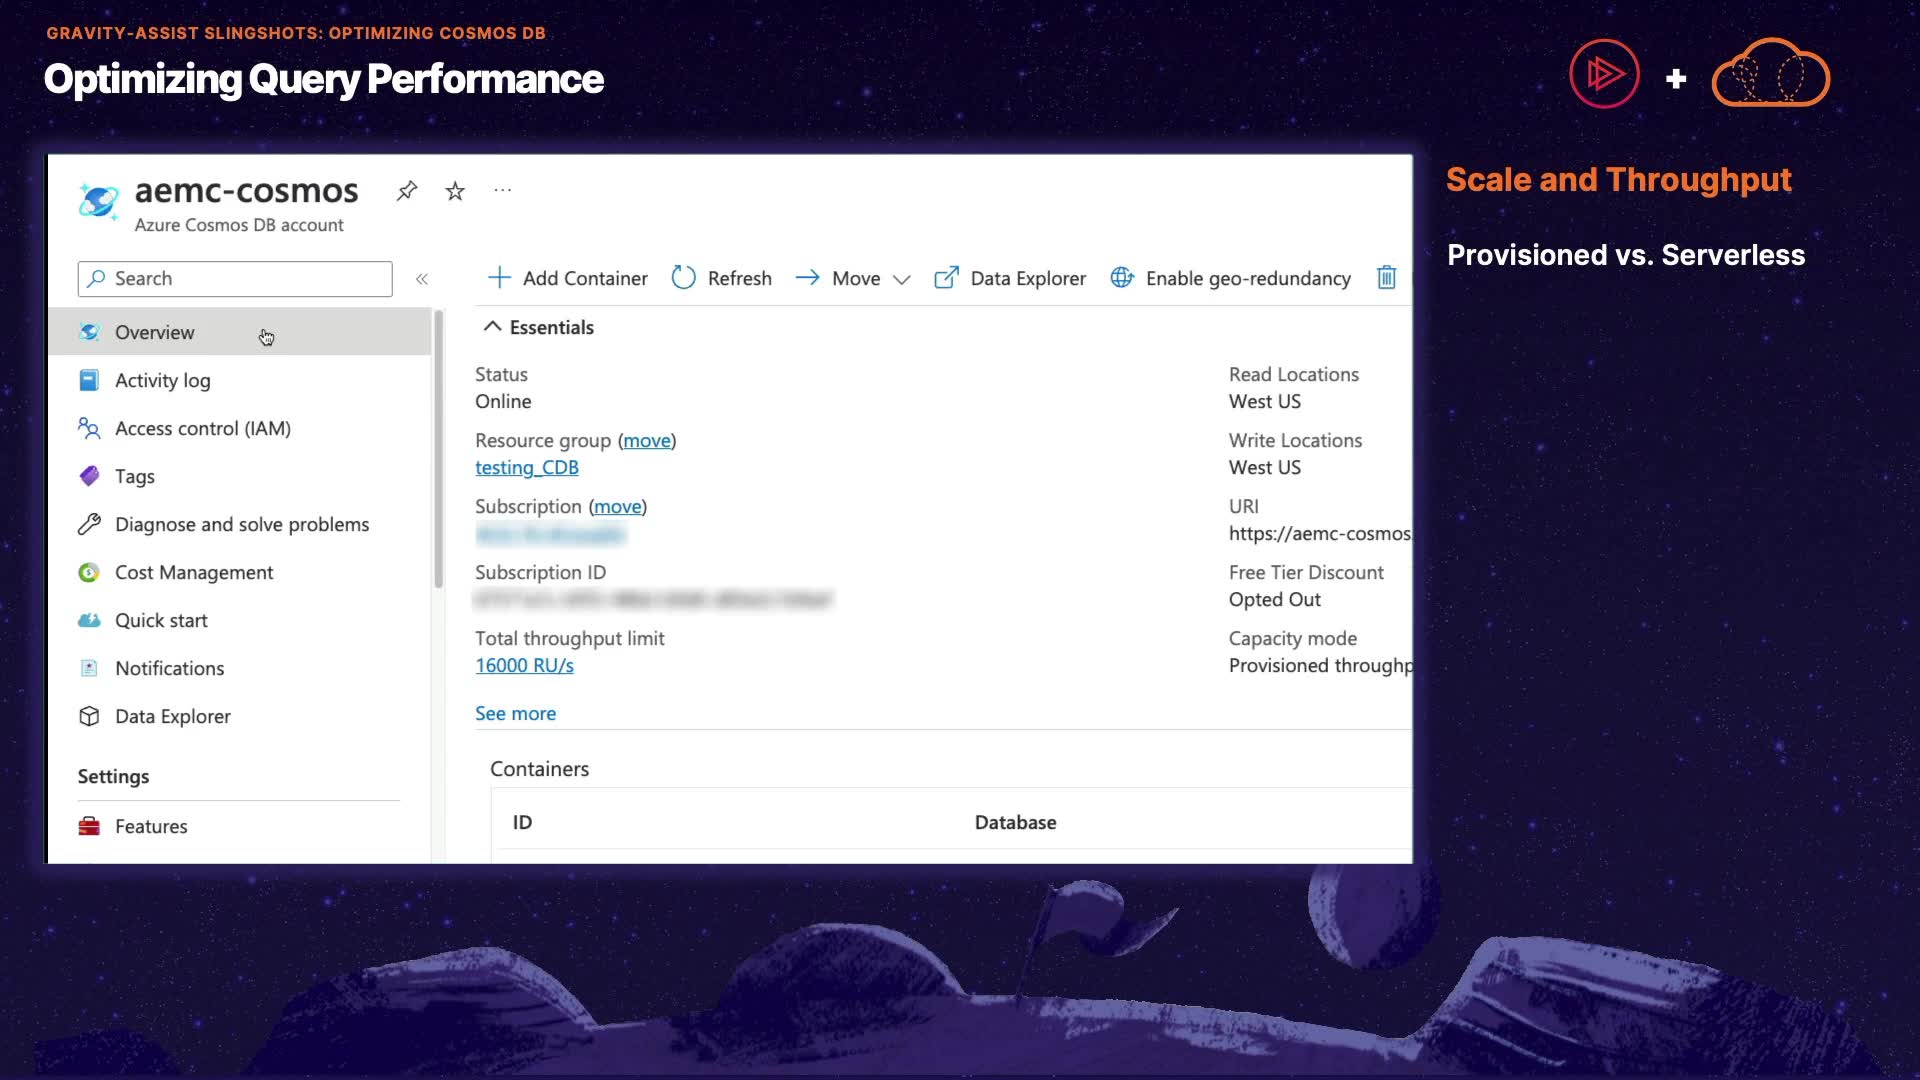 GRAVITY-ASSIST SLINGSHOTS: OPTIMIZING COSMOS DB
Optimizing Query Performance
aemc-cosmos
Azure Cosmos DB account
Search
Overview
Activity log
Access control (IAM)
Tags
Diagnose and solve problems
Cost Management
Quick start
Notifications
Data Explorer
Settings
Features
Add Container Refresh Move Data Explorer Enable geo-redundancy
Essentials
Status
Online
Resource group (move)
testing_CDB
Subscription (move)
Subscription ID
Total throughput limit
16000 RU/s
See more
Read Locations
West US
Write Locations
West US
URI
https://aemc-cosmos.
Free Tier Discount
Opted Out
Capacity mode
Provisioned throughp
Containers
ID Database
Scale and Throughput
Provisioned vs. Serverless